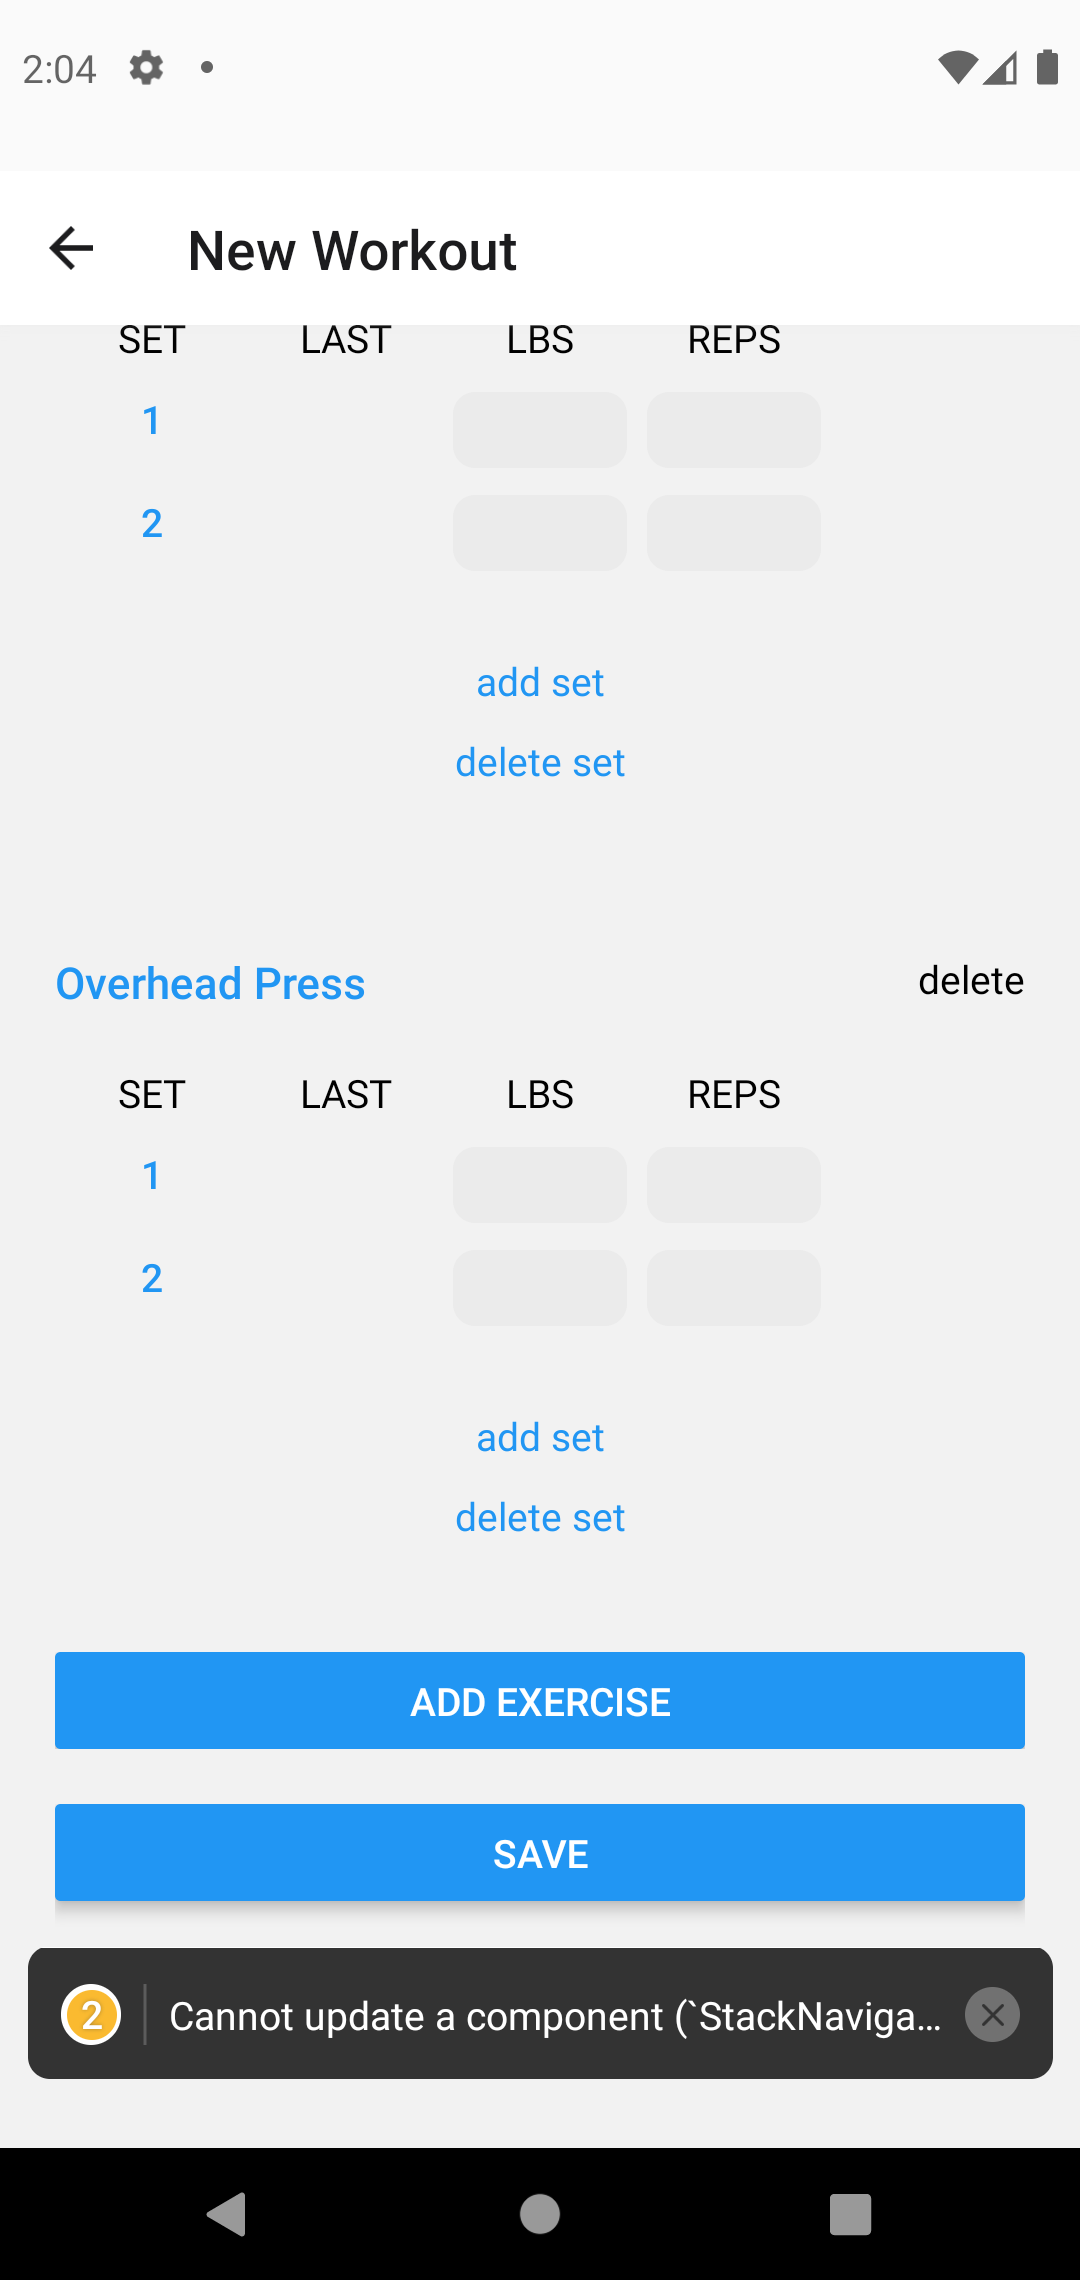 2:04
New Workout
SET LAST LBS REPS
1
2
add set
delete set
Overhead Press delete
SET LAST LBS REPS
1
2
add set
delete set
ADD EXERCISE
SAVE
2 Cannot update a component (`StackNaviga…